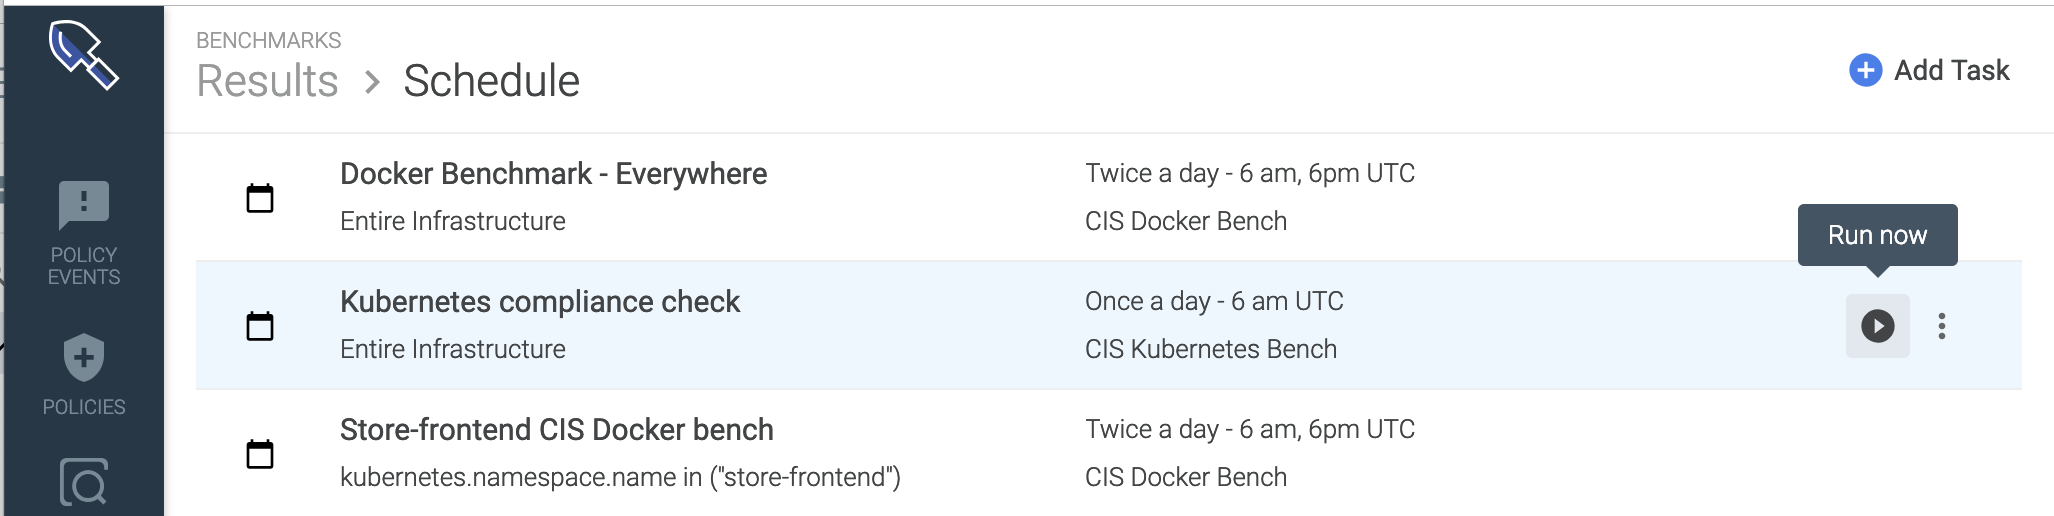 BENCHMARKS
Results > Schedule
Add Task
Docker Benchmark - Everywhere
Twice a day - 6 am, 6pm UTC
Entire Infrastructure
CIS Docker Bench
Run now
Kubernetes compliance check
Once a day - 6 am UTC
Entire Infrastructure
CIS Kubernetes Bench
Store-frontend CIS Docker bench
Twice a day - 6 am, 6pm UTC
kubernetes.namespace.name in ("store-frontend")
CIS Docker Bench
POLICY
EVENTS
POLICIES